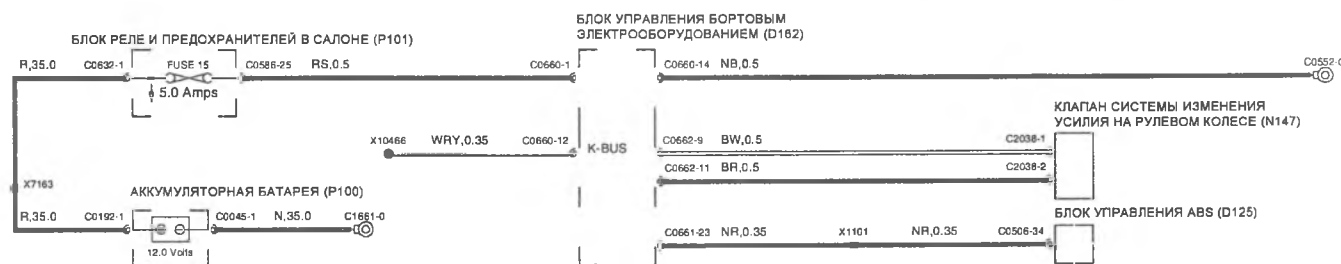 БЛОК УПРАВЛЕНИЯ БОРТОВЫМ
ЭЛЕКТРООБОРУДОВАНИЕМ (D162)
БЛОК РЕЛЕ И ПРЕДОХРАНИТЕЛЕЙ В САЛОНЕ (P101)
R,35.0 C0632-1 FUSE 15 C0586-25 RS,0.5 C0660-1 C0660-14 NB,0.5 C0552-0
5.0 Amps
КЛАПАН СИСТЕМЫ ИЗМЕНЕНИЯ
УСИЛИЯ НА РУЛЕВОМ КОЛЕСЕ (N147)
X10466 WRY,0.35 C0660-12 K-BUS C0662-9 BW,0.5 C2038-1
C0662-11 BR,0.5 C2038-2
X7163
АККУМУЛЯТОРНАЯ БАТАРЕЯ (P100)
R,35.0 C0192-1 C0045-1 N,35.0 C1661-0
БЛОК УПРАВЛЕНИЯ ABS (D125)
C0661-23 NR,0.35 X1101 NR,0.35 C0506-34
12.0 Volts